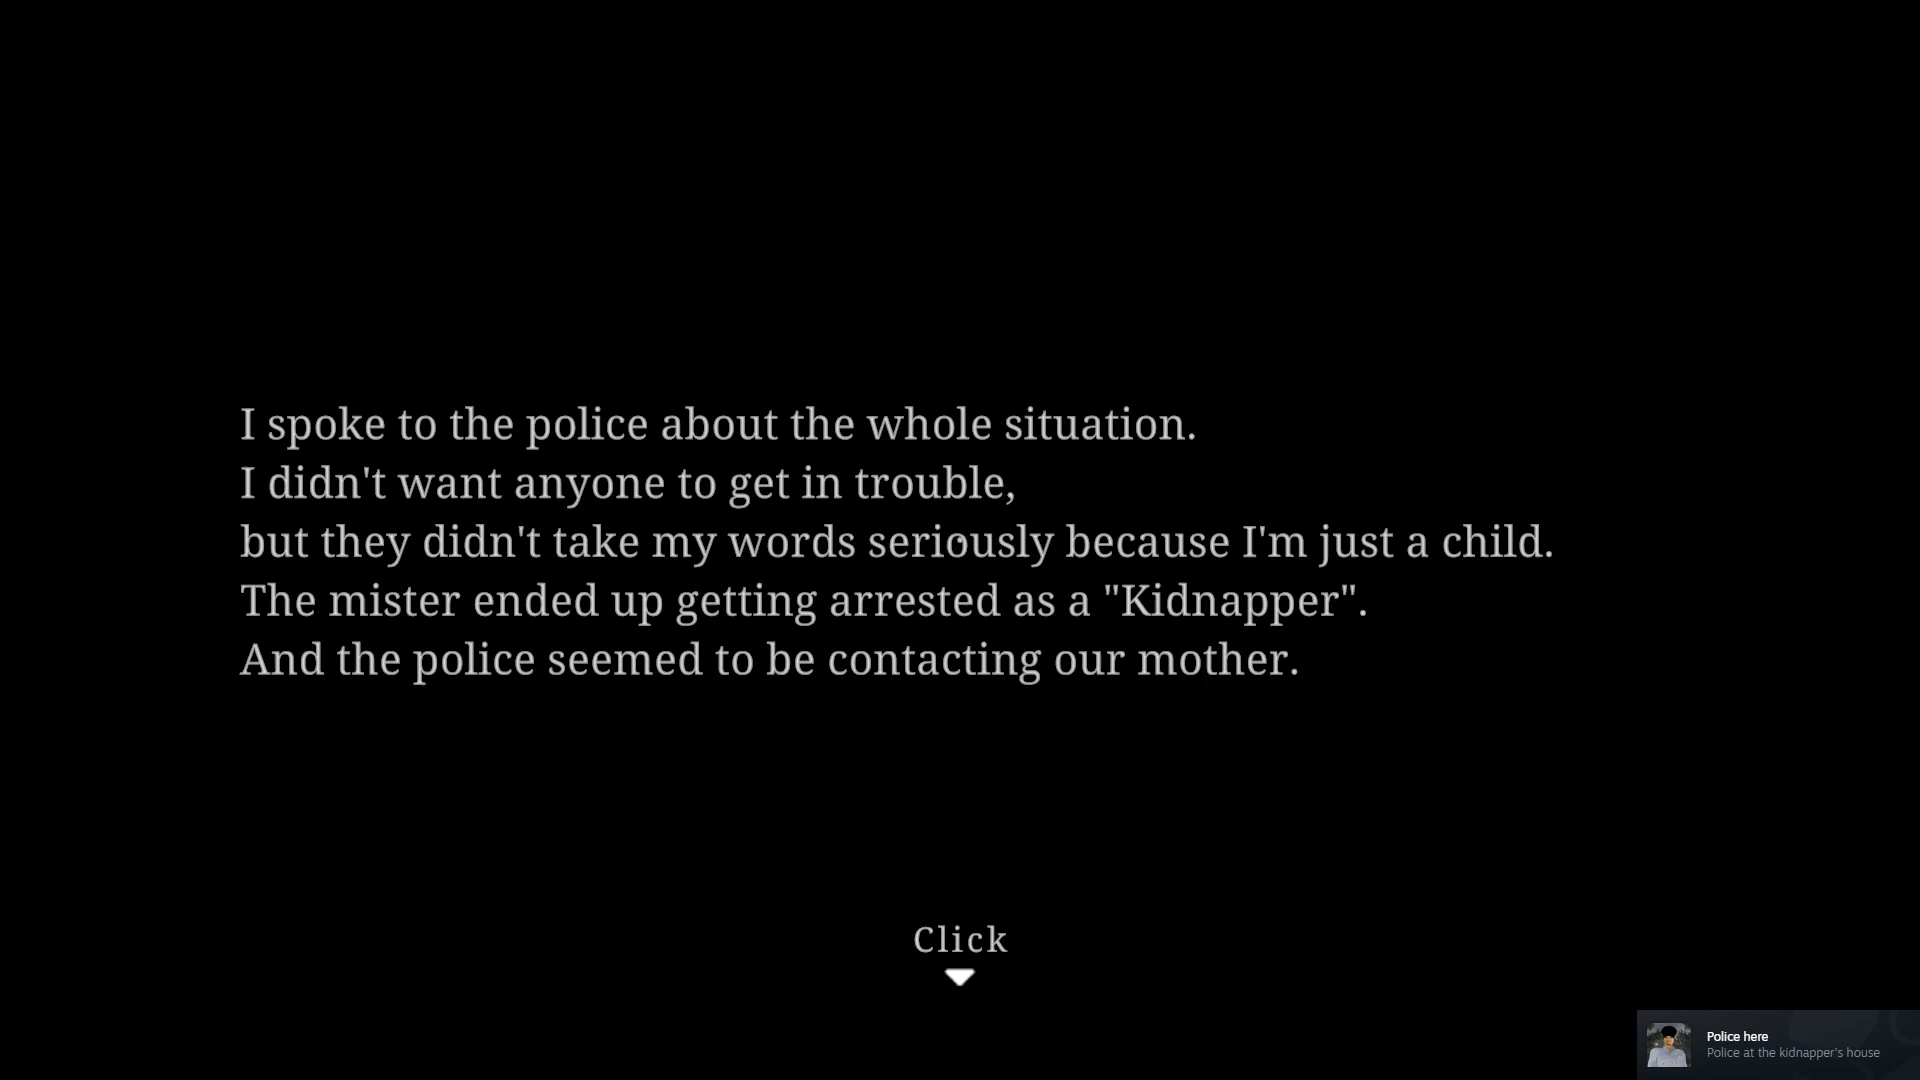 I spoke to the police about the whole situation.
I didn't want anyone to get in trouble,
but they didn't take my words seriously because I'm just a child.
The mister ended up getting arrested as a "Kidnapper".
And the police seemed to be contacting our mother.
Click
Police here
Police at the kidnapper's house